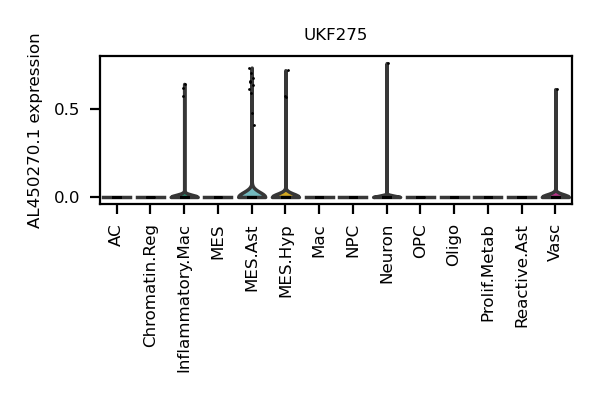 UKF275
AL450270.1 expression
0.5
0.0
AC
Chromatin.Reg
Inflammatory.Mac
MES
MES.Ast
MES.Hyp
Mac
NPC
Neuron
OPC
Oligo
Prolif.Metab
Reactive.Ast
Vasc